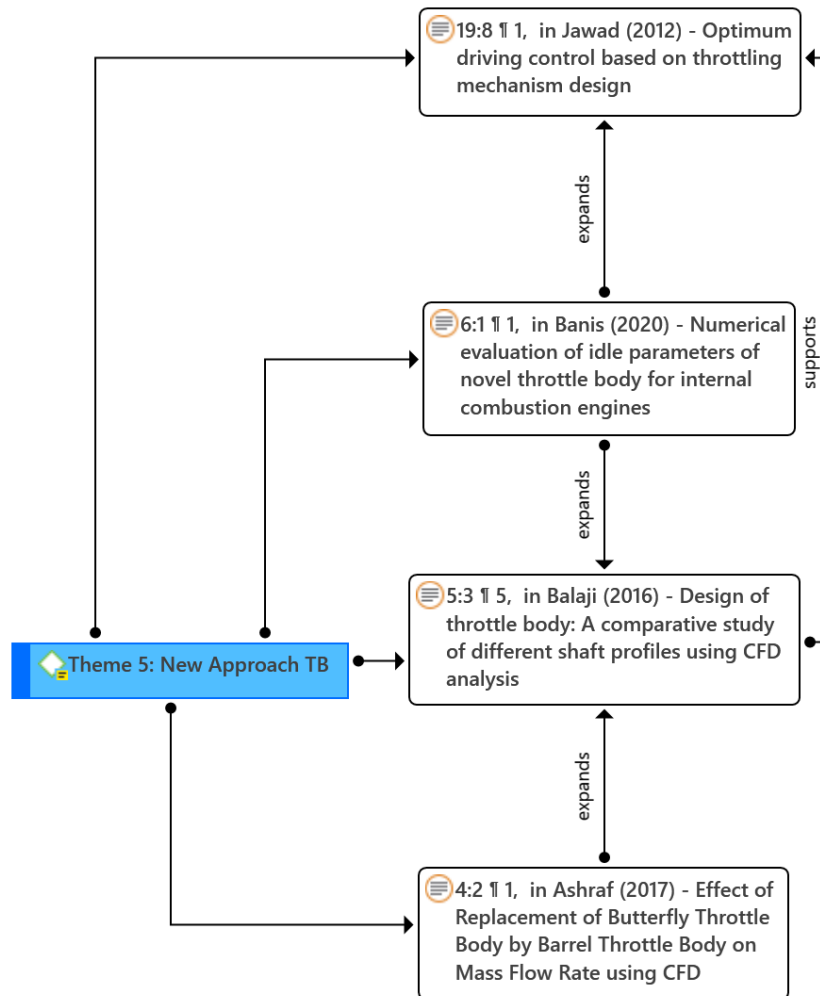 19:8 ¶ 1,  in Jawad (2012) - Optimum
driving control based on throttling
mechanism design
expands
6:1 ¶ 1,  in Banis (2020) - Numerical
evaluation of idle parameters of
novel throttle body for internal
combustion engines
supports
expands
5:3 ¶ 5,  in Balaji (2016) - Design of
throttle body: A comparative study
of different shaft profiles using CFD
analysis
Theme 5: New Approach TB
expands
4:2 ¶ 1,  in Ashraf (2017) - Effect of
Replacement of Butterfly Throttle
Body by Barrel Throttle Body on
Mass Flow Rate using CFD